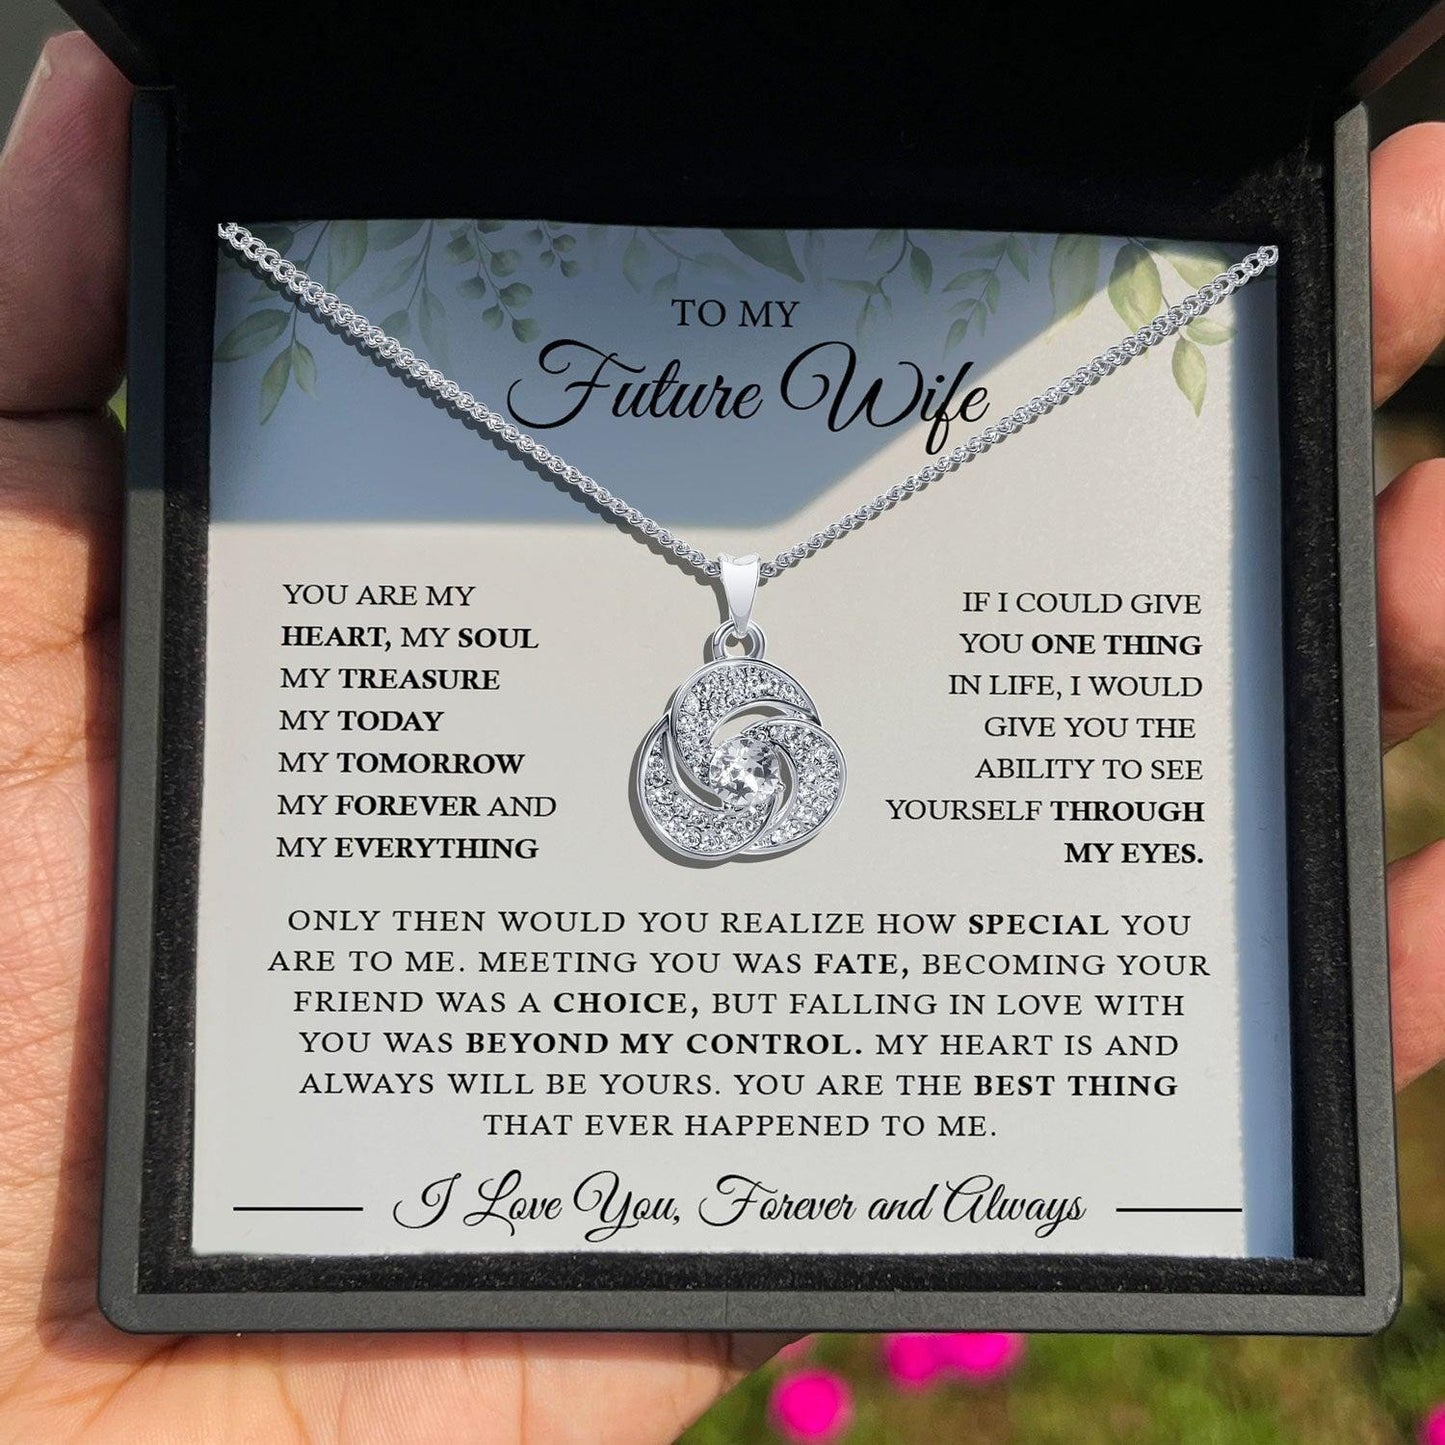 TO MY
Future Wife
YOU ARE MY
HEART, MY SOUL
MY TREASURE
MY TODAY
MY TOMORROW
MY FOREVER AND
MY EVERYTHING
IF I COULD GIVE
YOU ONE THING
IN LIFE, I WOULD
GIVE YOU THE
ABILITY TO SEE
YOURSELF THROUGH
MY EYES.
ONLY THEN WOULD YOU REALIZE HOW SPECIAL YOU
ARE TO ME. MEETING YOU WAS FATE, BECOMING YOUR
FRIEND WAS A CHOICE, BUT FALLING IN LOVE WITH
YOU WAS BEYOND MY CONTROL. MY HEART IS AND
ALWAYS WILL BE YOURS. YOU ARE THE BEST THING
THAT EVER HAPPENED TO ME.
I Love You, Forever and Always